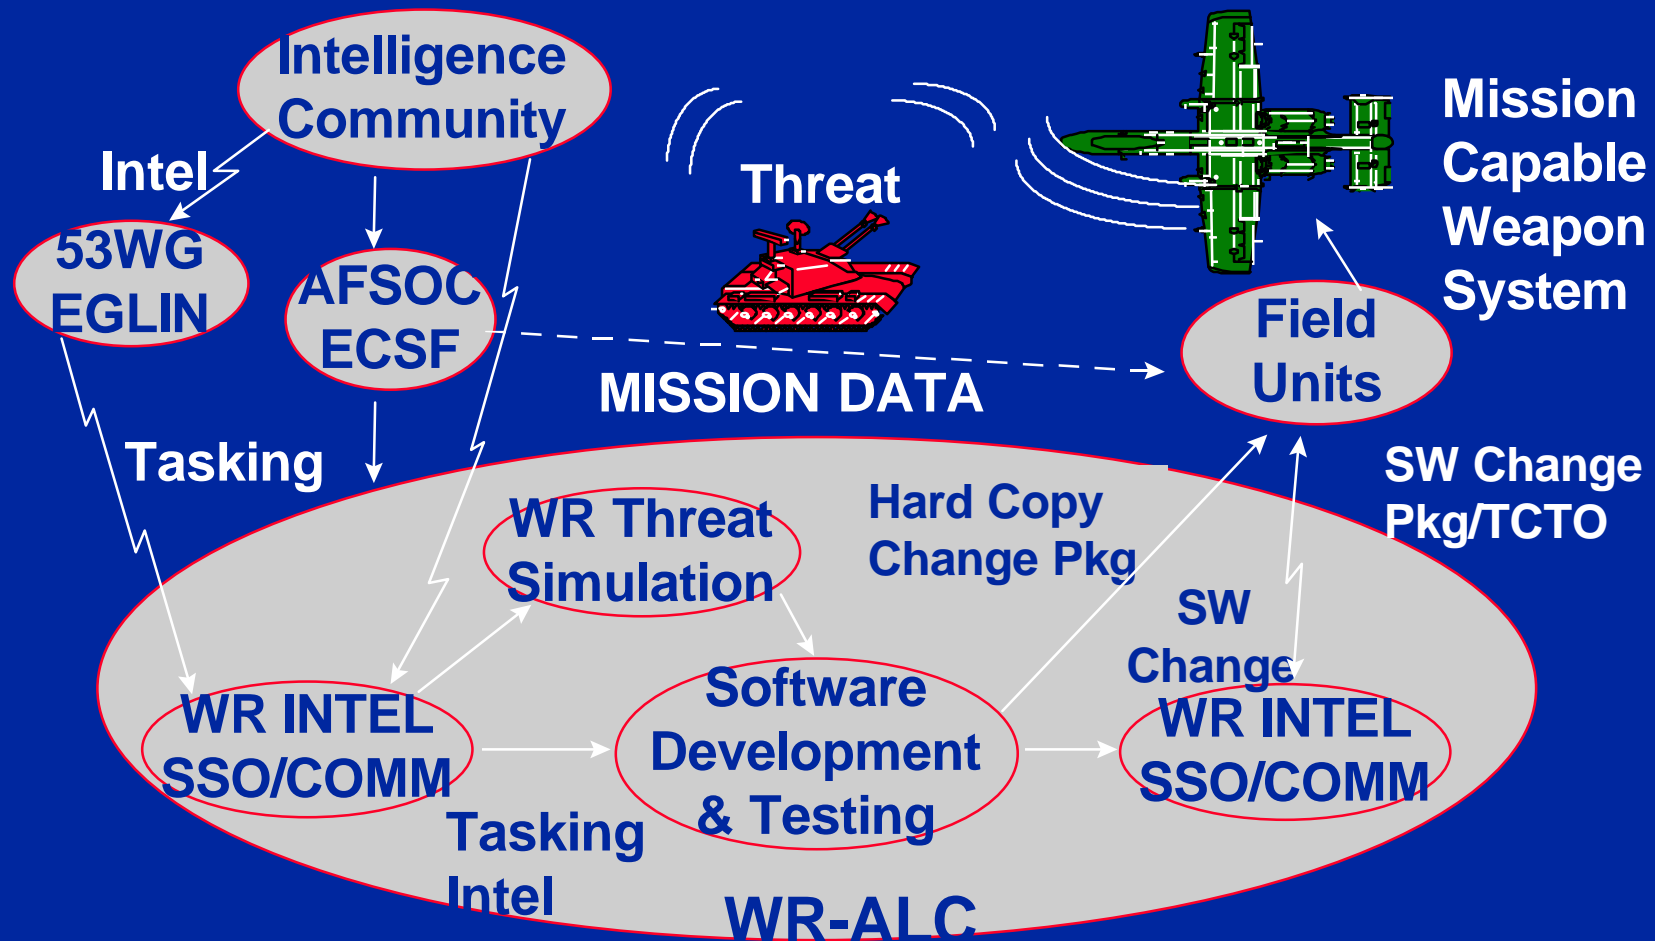 Intelligence
Community
Intel
53WG
EGLIN
AFSOC
ECSF
Threat
Mission
Capable
Weapon
System
Field
Units
MISSION DATA
Tasking
SW Change
Pkg/TCTO
WR Threat
Simulation
Hard Copy
Change Pkg
SW
Change
WR INTEL
SSO/COMM
Software
Development
& Testing
WR INTEL
SSO/COMM
Tasking
Intel
WR-ALC